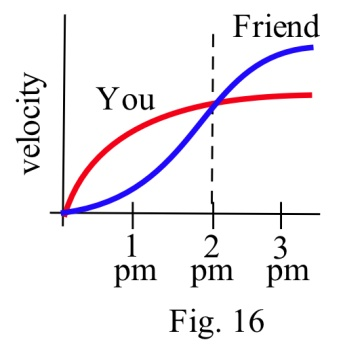 Friend
You
velocity
1 2 3
pm pm pm
Fig. 16